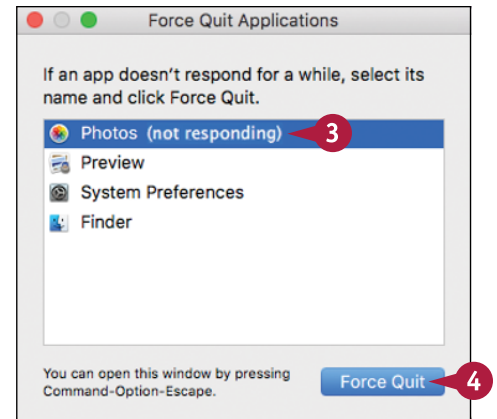 Force Quit Applications
If an app doesn't respond for a while, select its
name and click Force Quit.
Photos (not responding) 3
Preview
System Preferences
Finder
You can open this window by pressing
Command-Option-Escape.
Force Quit 4